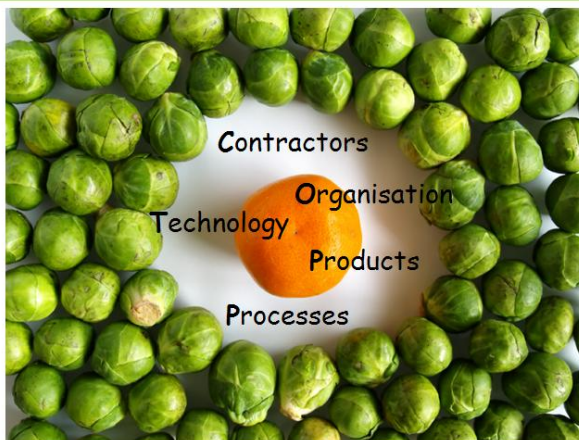 Contractors
Organisation
Technology
Products
Processes